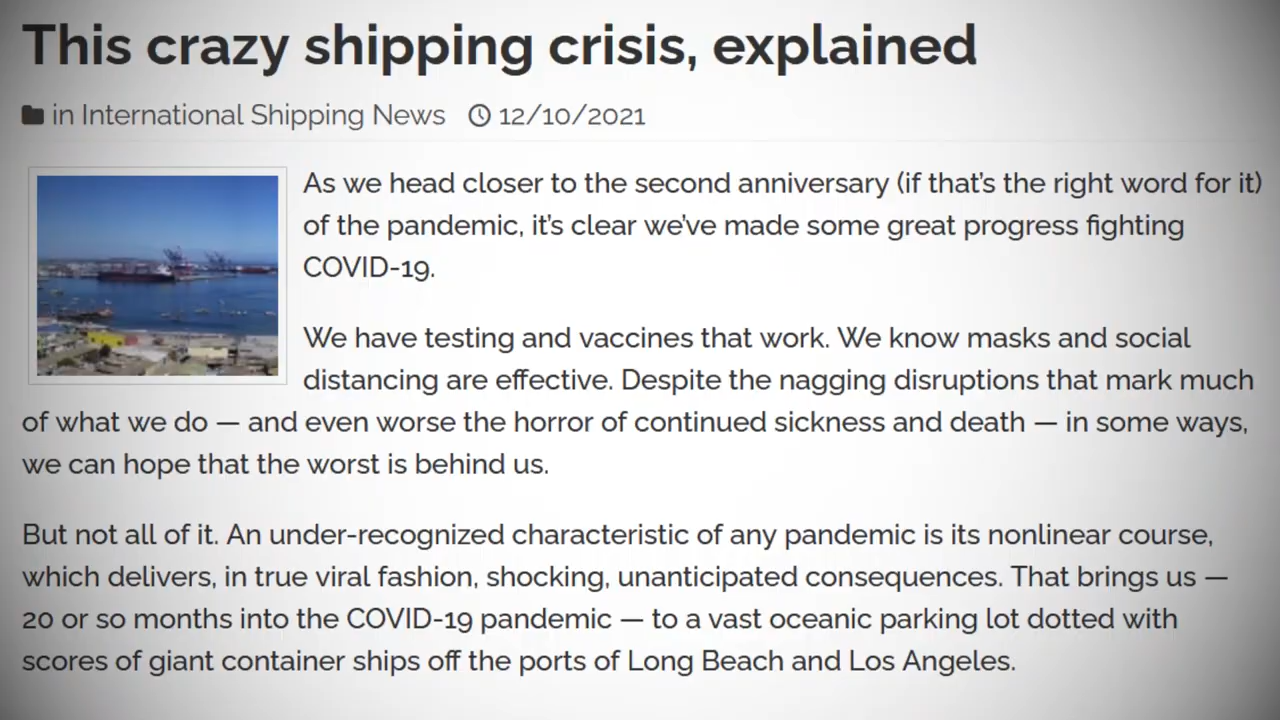 This crazy shipping crisis, explained
in International Shipping News 12/10/2021
As we head closer to the second anniversary (if that’s the right word for it)
of the pandemic, it’s clear we’ve made some great progress fighting
COVID-19.
We have testing and vaccines that work. We know masks and social
distancing are effective. Despite the nagging disruptions that mark much
of what we do — and even worse the horror of continued sickness and death — in some ways,
we can hope that the worst is behind us.
But not all of it. An under-recognized characteristic of any pandemic is its nonlinear course,
which delivers, in true viral fashion, shocking, unanticipated consequences. That brings us —
20 or so months into the COVID-19 pandemic — to a vast oceanic parking lot dotted with
scores of giant container ships off the ports of Long Beach and Los Angeles.